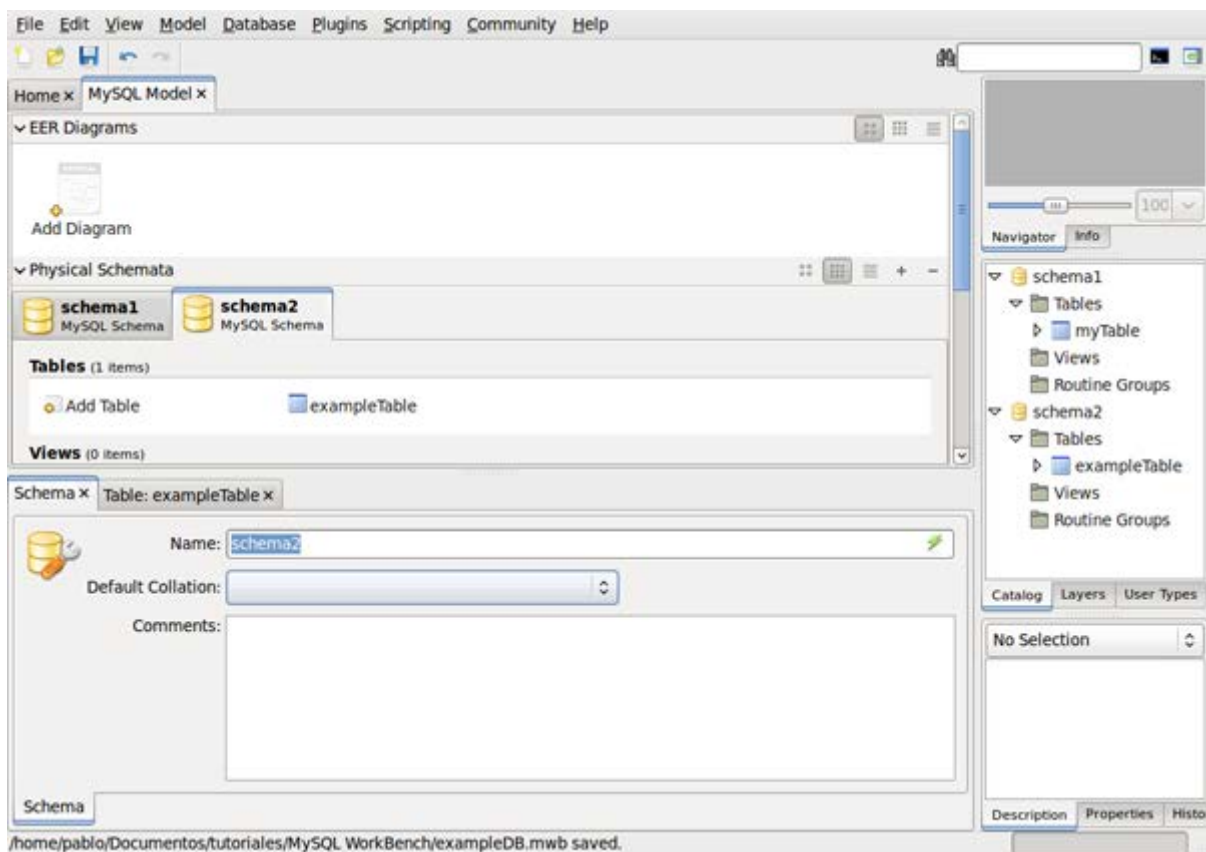 File Edit View Model Database Plugins Scripting Community Help
Home x MySQL Model x
EER Diagrams
Add Diagram
100
Navigator Info
Physical Schemata
schema1
MySQL Schema
schema2
MySQL Schema
Tables (1 items)
Add Table exampleTable
Views (0 items)
schema1
Tables
myTable
Views
Routine Groups
schema2
Tables
exampleTable
Views
Routine Groups
Catalog Layers User Types
Schema x Table: exampleTable x
Name: schema2
Default Collation:
Comments:
Schema
No Selection
Description Properties Histo
/home/pablo/Documentos/tutoriales/MySQL WorkBench/exampleDB.mwb saved.